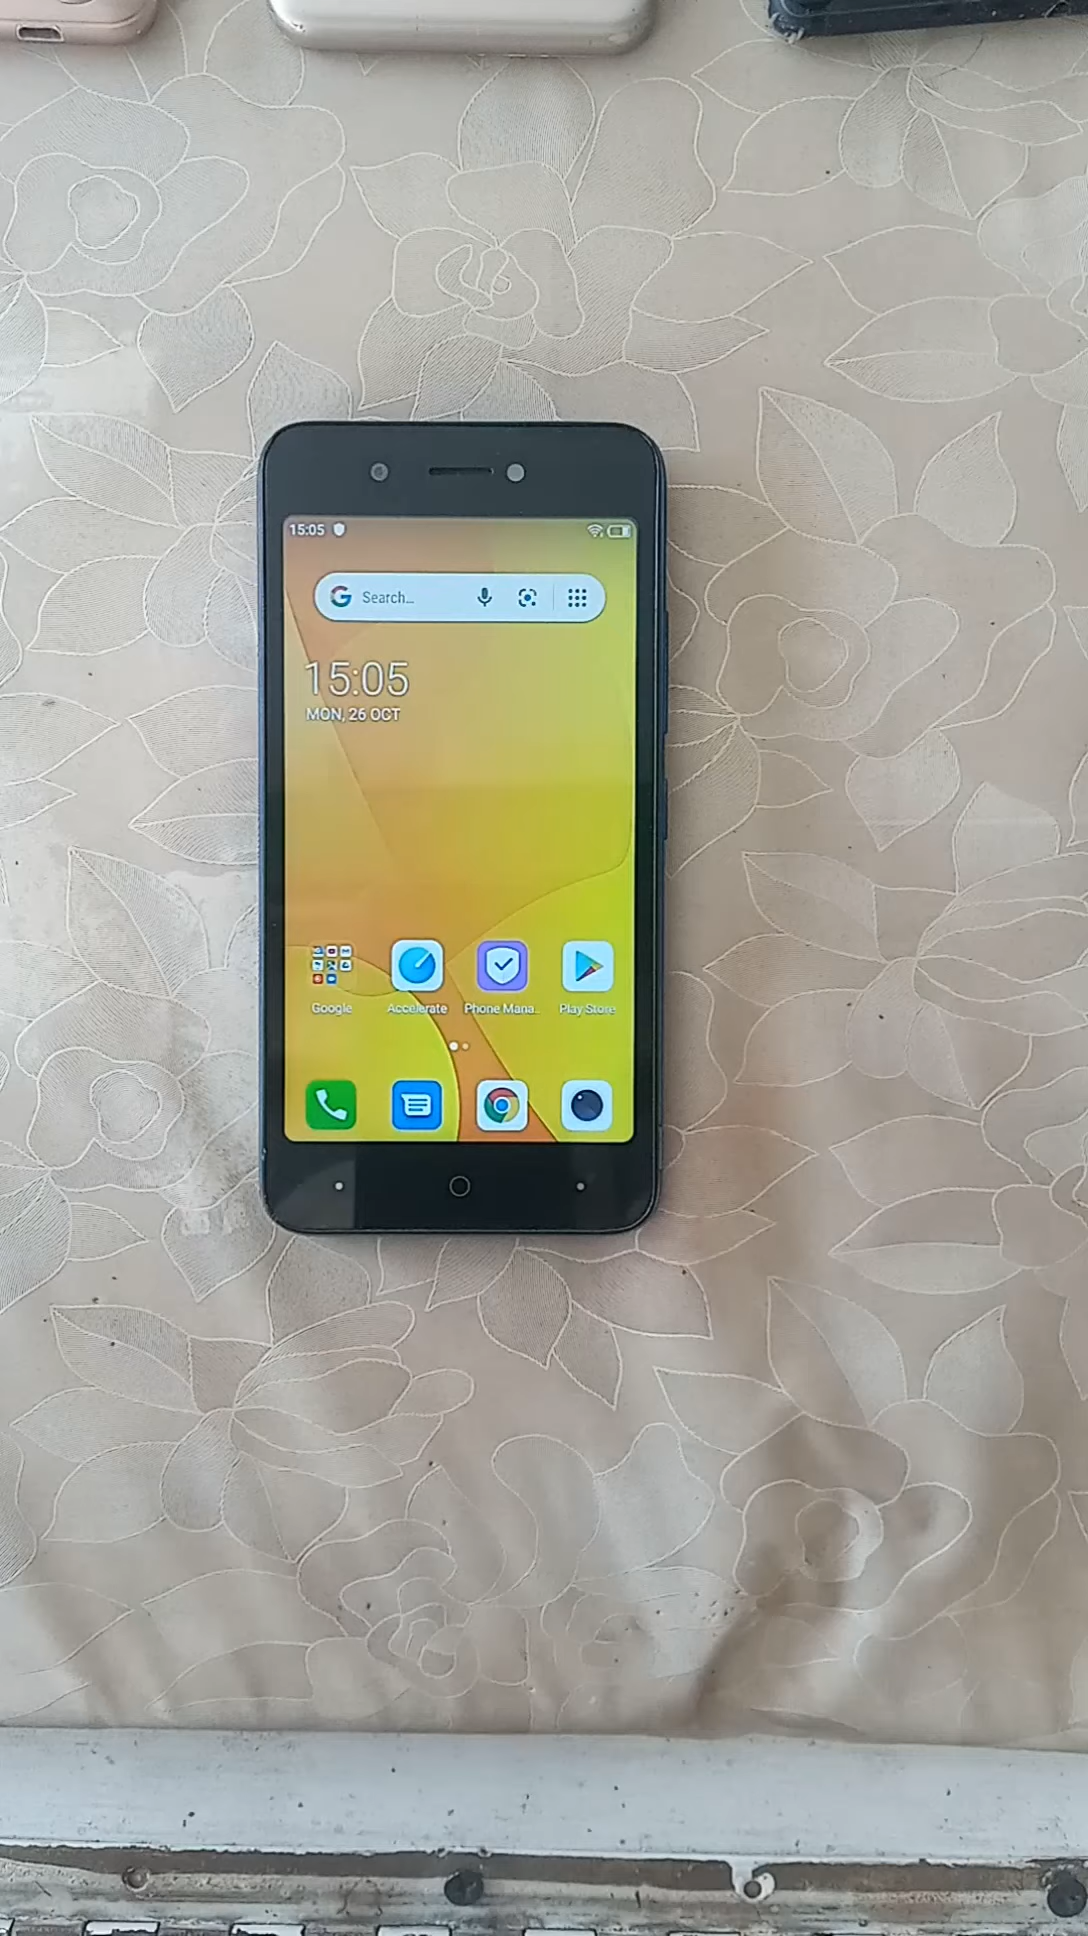 15:05
Search...
15:05
MON, 26 OCT
Google
Accelerate
Phone Mana..
Play Store